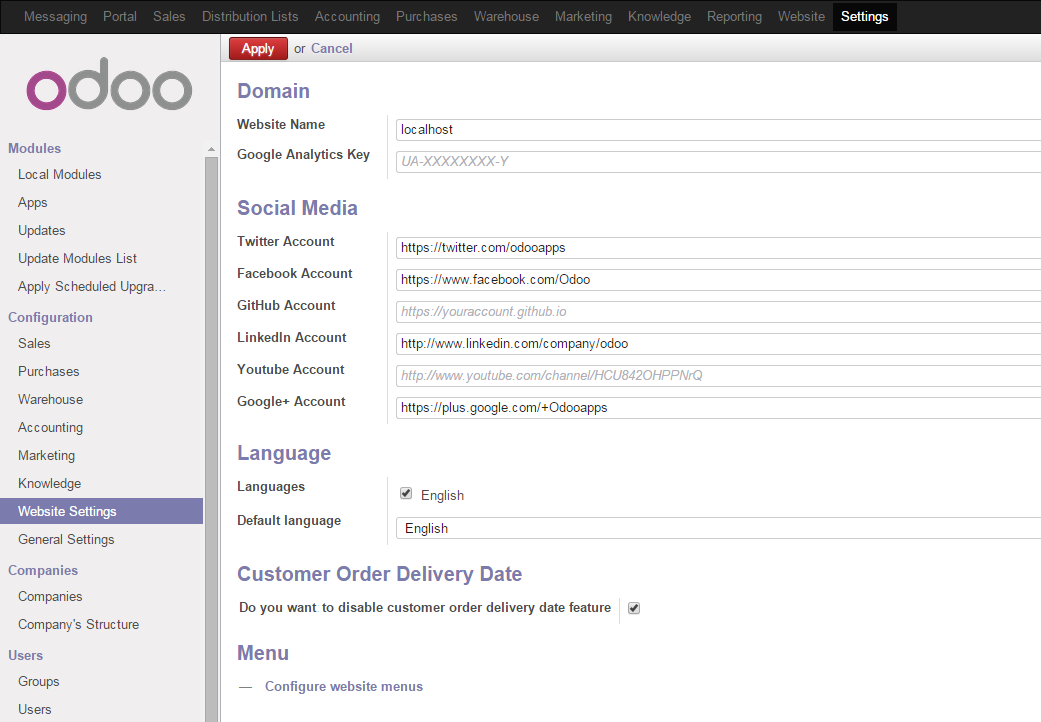 Messaging Portal Sales Distribution Lists Accounting Purchases Warehouse Marketing Knowledge Reporting Website Settings
odoo
Modules
Local Modules
Apps
Updates
Update Modules List
Apply Scheduled Upgra...
Configuration
Sales
Purchases
Warehouse
Accounting
Marketing
Knowledge
Website Settings
General Settings
Companies
Companies
Company's Structure
Users
Groups
Users
Apply or Cancel
Domain
Website Name localhost
Google Analytics Key UA-XXXXXXXX-Y
Social Media
Twitter Account https://twitter.com/odooapps
Facebook Account https://www.facebook.com/Odoo
GitHub Account https://youraccount.github.io
LinkedIn Account http://www.linkedin.com/company/odoo
Youtube Account http://www.youtube.com/channel/HCU842OHPPNrQ
Google+ Account https://plus.google.com/+Odooapps
Language
Languages English
Default language English
Customer Order Delivery Date
Do you want to disable customer order delivery date feature
Menu
— Configure website menus